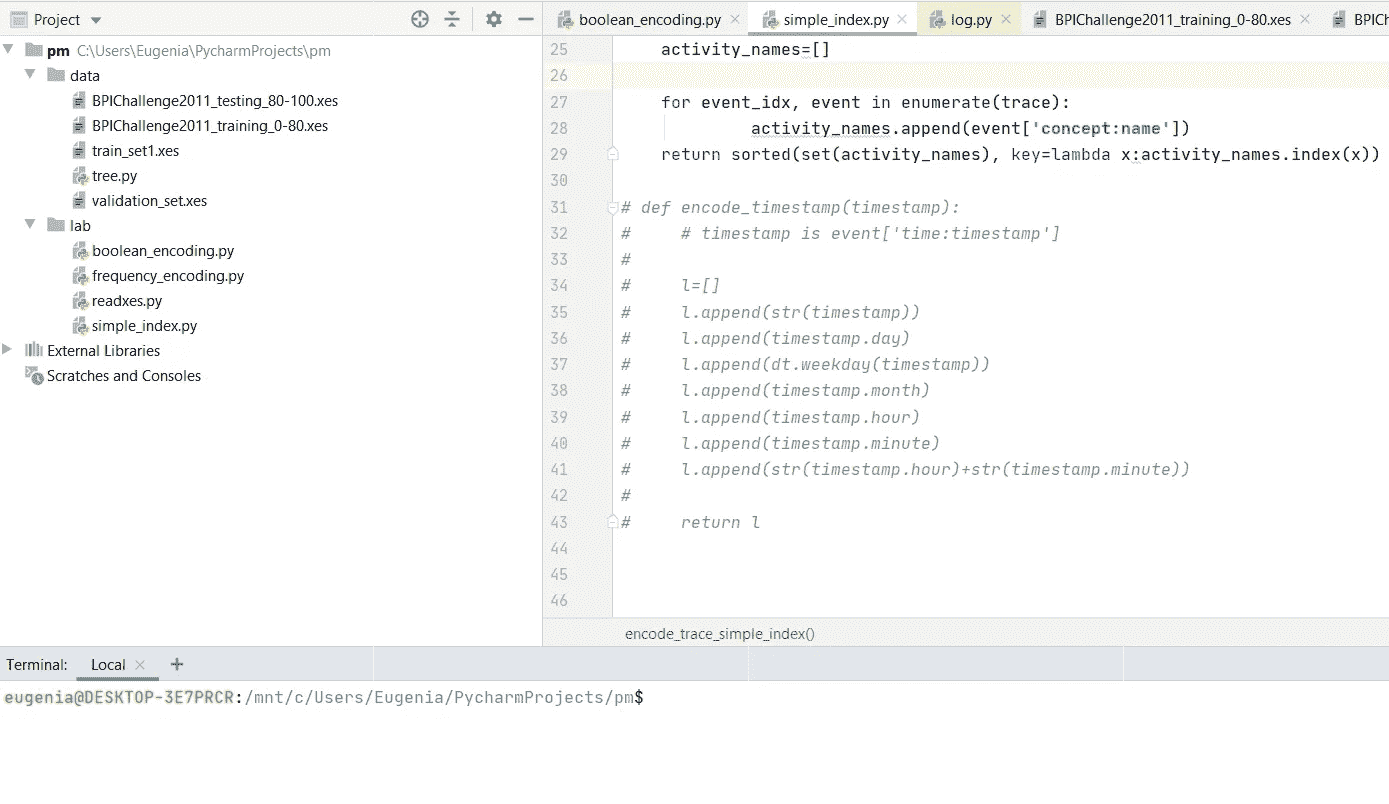 Project
pm C:\Users\Eugenia\PycharmProjects\pm
data
BPIChallenge2011_testing_80-100.xes
BPIChallenge2011_training_0-80.xes
train_set1.xes
tree.py
validation_set.xes
lab
boolean_encoding.py
frequency_encoding.py
readxes.py
simple_index.py
External Libraries
Scratches and Consoles
boolean_encoding.py simple_index.py log.py BPIChallenge2011_training_0-80.xes BPIC
25 activity_names=[]
26
27 for event_idx, event in enumerate(trace):
28 activity_names.append(event['concept:name'])
29 return sorted(set(activity_names), key=lambda x:activity_names.index(x))
30
31 # def encode_timestamp(timestamp):
32 # # timestamp is event['time:timestamp']
33 #
34 # l=[]
35 # l.append(str(timestamp))
36 # l.append(timestamp.day)
37 # l.append(dt.weekday(timestamp))
38 # l.append(timestamp.month)
39 # l.append(timestamp.hour)
40 # l.append(timestamp.minute)
41 # l.append(str(timestamp.hour)+str(timestamp.minute))
42 #
43 # return l
44
45
46
encode_trace_simple_index()
Terminal: Local +
eugenia@DESKTOP-3E7PRCR:/mnt/c/Users/Eugenia/PycharmProjects/pm$